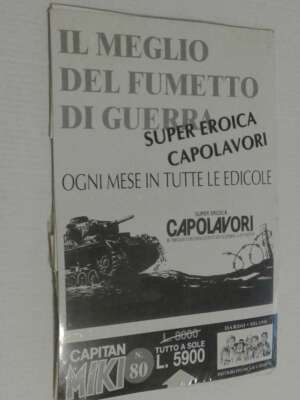 IL MEGLIO
DEL FUMETTO
DI GUERRA
SUPER EROICA
CAPOLAVORI
OGNI MESE IN TUTTE LE EDICOLE
SUPER EROICA
CAPOLAVORI
CAPITAN
MIKI
N.
80
L. 8000
TUTTO A SOLE
L. 5900